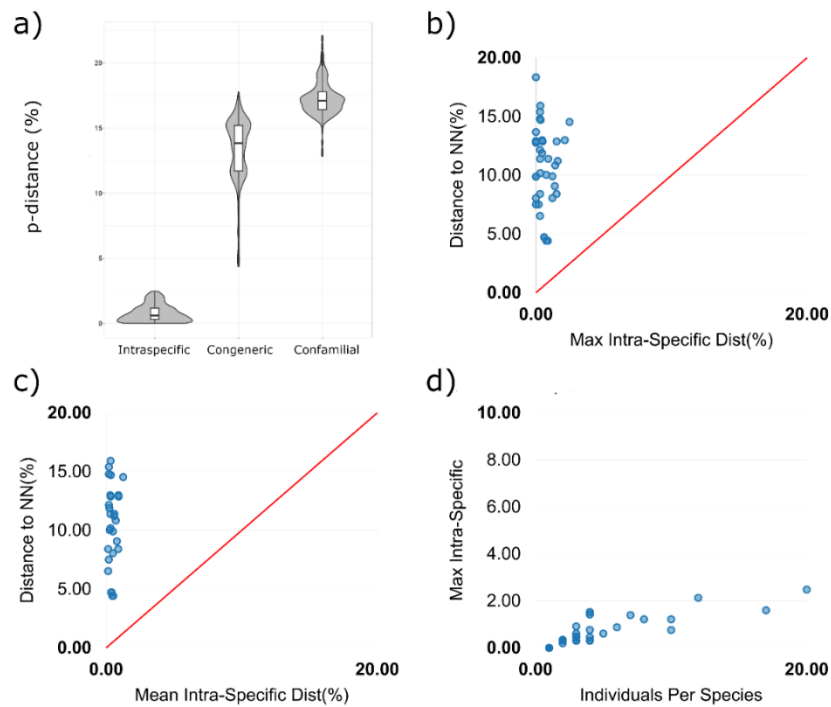 a)
20
15
10
5
0
p-distance (%)
Intraspecific Congeneric Confamilial
b)
20.00
15.00
10.00
5.00
0.00
Distance to NN(%)
0.00 20.00
Max Intra-Specific Dist(%)
c)
20.00
15.00
10.00
5.00
0.00
Distance to NN(%)
0.00 20.00
Mean Intra-Specific Dist(%)
d)
10.00
8.00
6.00
4.00
2.00
0.00
Max Intra-Specific
0.00 20.00
Individuals Per Species